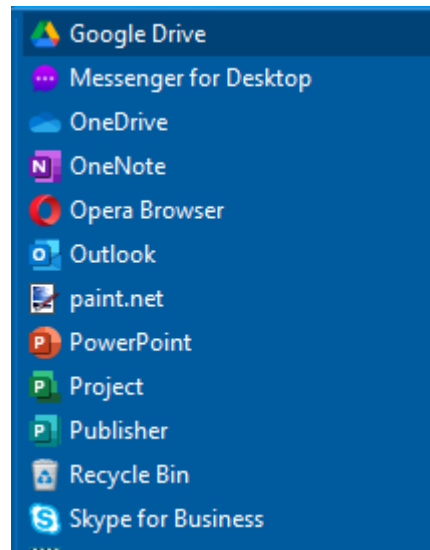 Google Drive
Messenger for Desktop
OneDrive
OneNote
Opera Browser
Outlook
paint.net
PowerPoint
Project
Publisher
Recycle Bin
Skype for Business